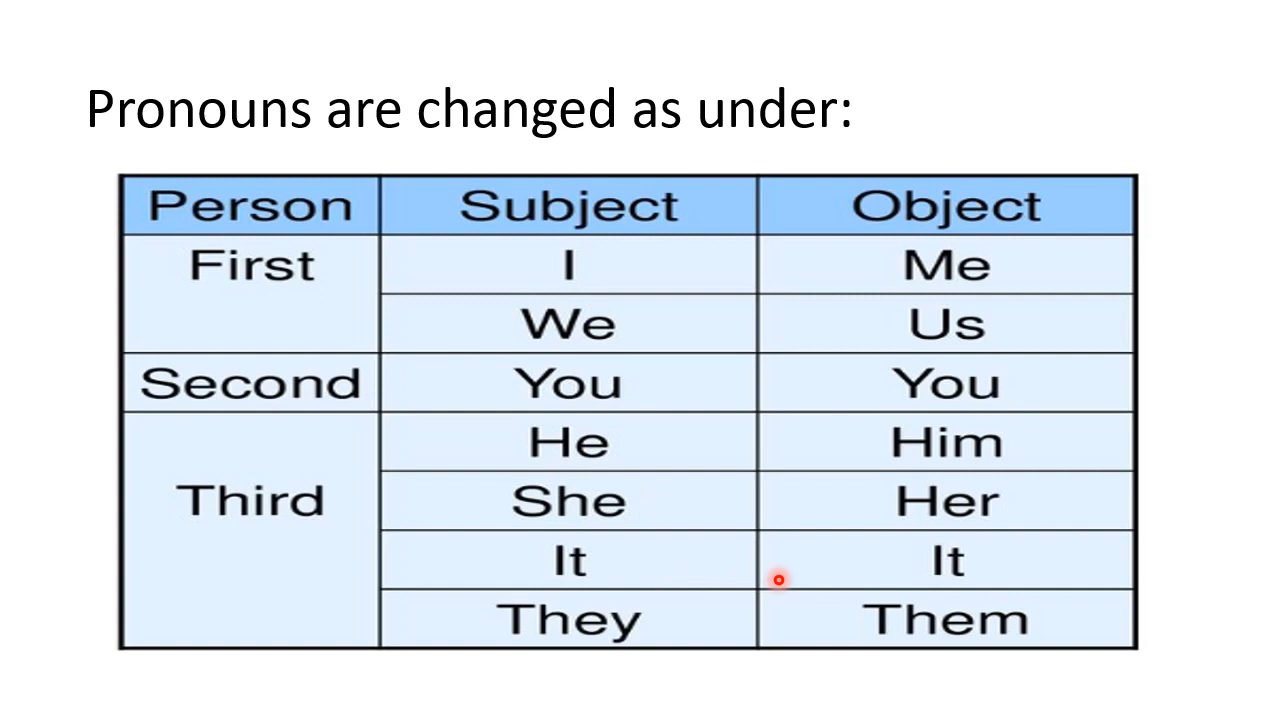 Pronouns are changed as under:
Person Subject Object
First I Me
We Us
Second You You
He Him
Third She Her
It It
They Them